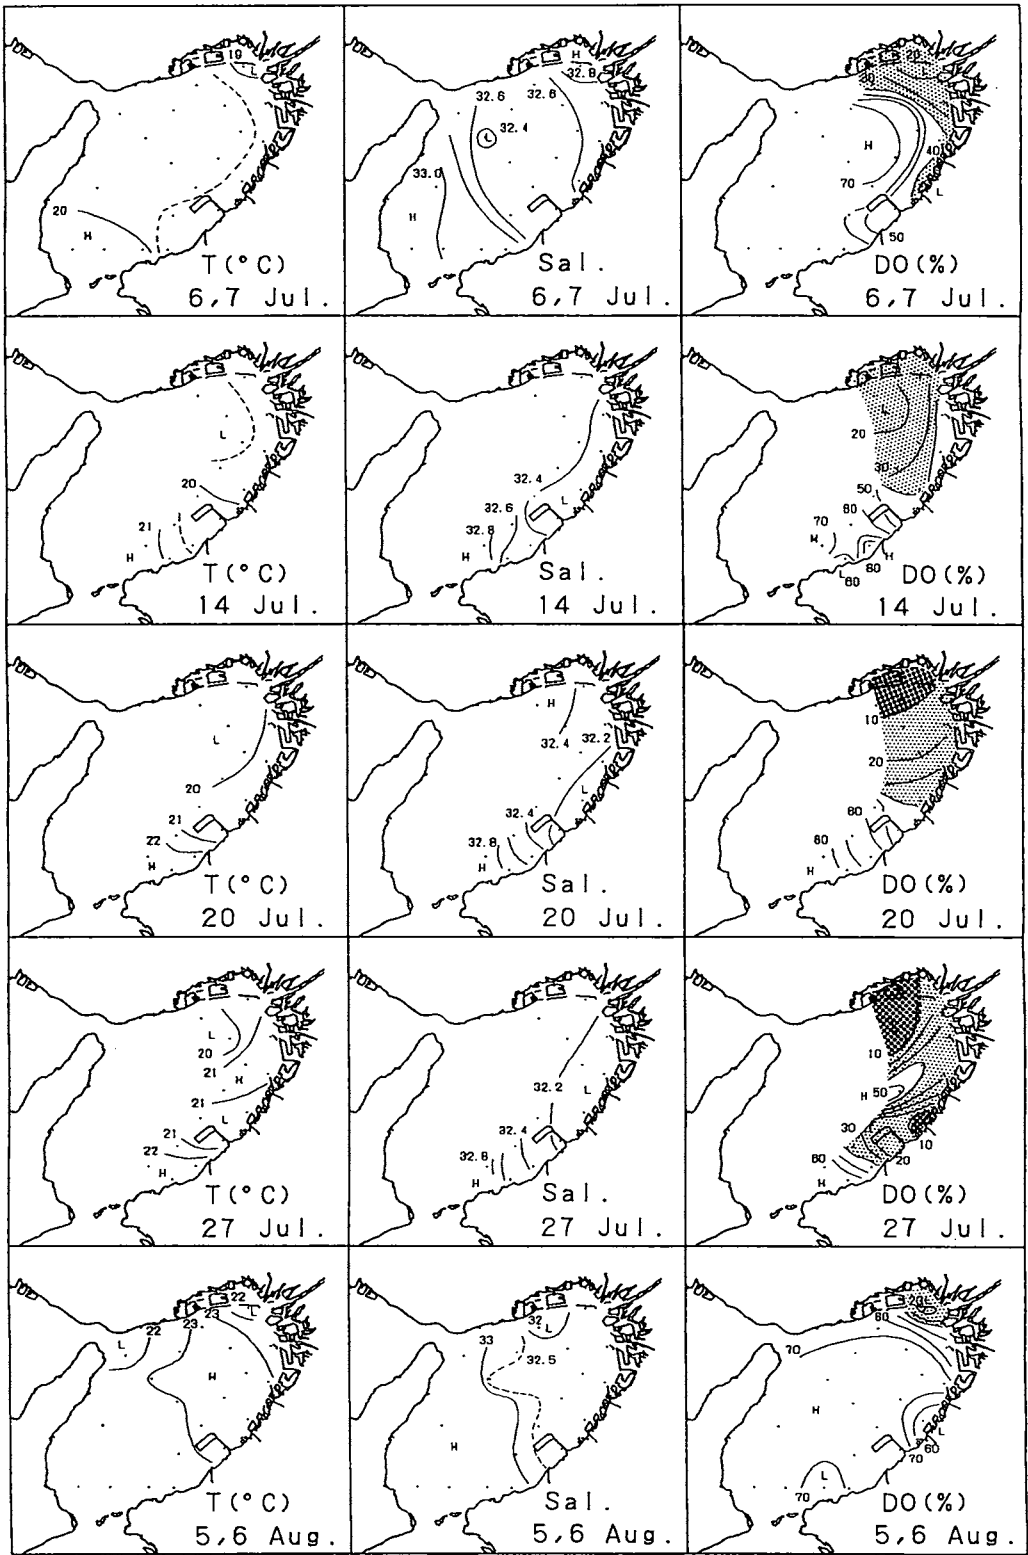 19
L
20
H
T(°C)
6,7 Jul.
H
32.8
32.6
32.6
L
32.4
33.0
H
Sal.
6,7 Jul.
20
30
H
40
70
L
50
DO(%)
6,7 Jul.
L
20
21
H
T(°C)
14 Jul.
32.4
L
32.6
32.8
H
Sal.
14 Jul.
L
20
30
50
60
70
H
H
L
60
60
DO(%)
14 Jul.
L
20
21
22
H
T(°C)
20 Jul.
H
32.4
32.2
L
32.4
32.8
H
Sal.
20 Jul.
10
20
60
60
H
DO(%)
20 Jul.
L
20
21
H
21
L
21
22
H
T(°C)
27 Jul.
32.2
L
32.4
32.8
H
Sal.
27 Jul.
10
H
50
30
10
60
20
H
DO(%)
27 Jul.
22
L
23
22
23
L
H
T(°C)
5,6 Aug.
32
L
33
32.5
H
Sal.
5,6 Aug.
20
60
70
H
L
60
70
L
70
DO(%)
5,6 Aug.